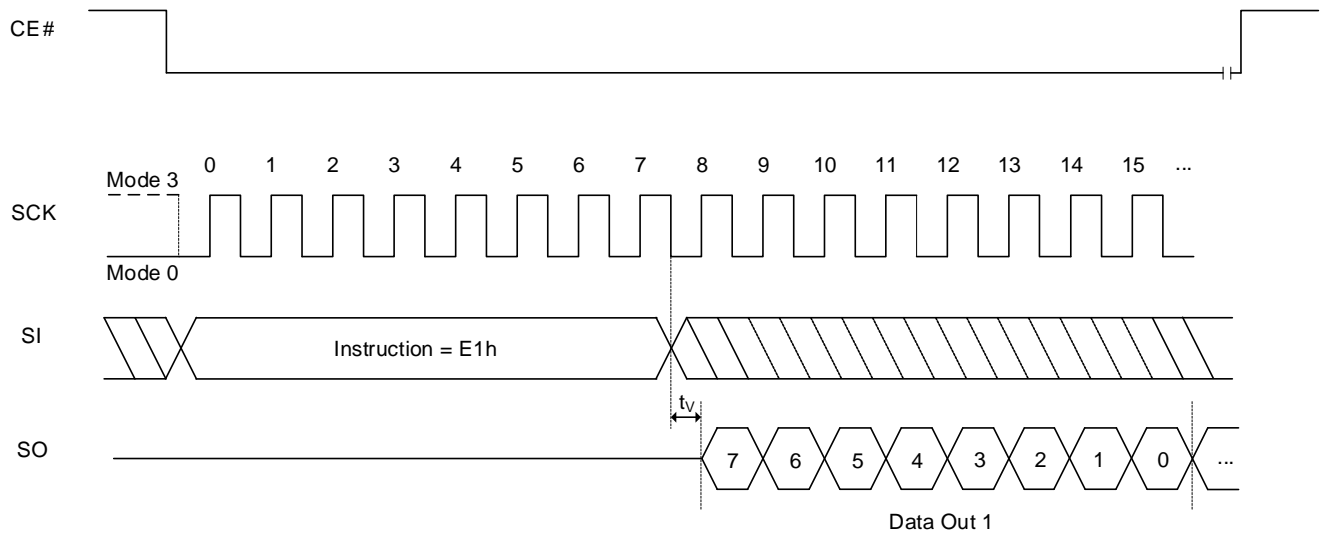 CE#
0 1 2 3 4 5 6 7 8 9 10 11 12 13 14 15 ...
Mode 3
SCK
Mode 0
SI
Instruction = E1h
tV
SO
7 6 5 4 3 2 1 0 ...
Data Out 1